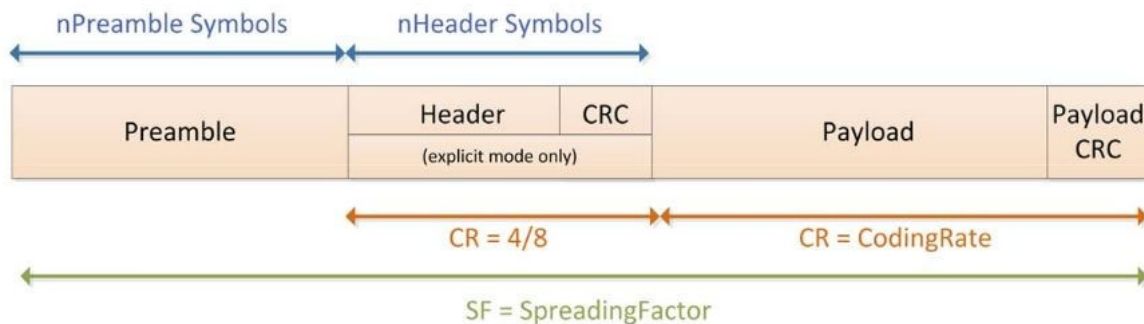 nPreamble Symbols
nHeader Symbols
Preamble
Header
CRC
(explicit mode only)
Payload
Payload
CRC
CR = 4/8
CR = CodingRate
SF = SpreadingFactor